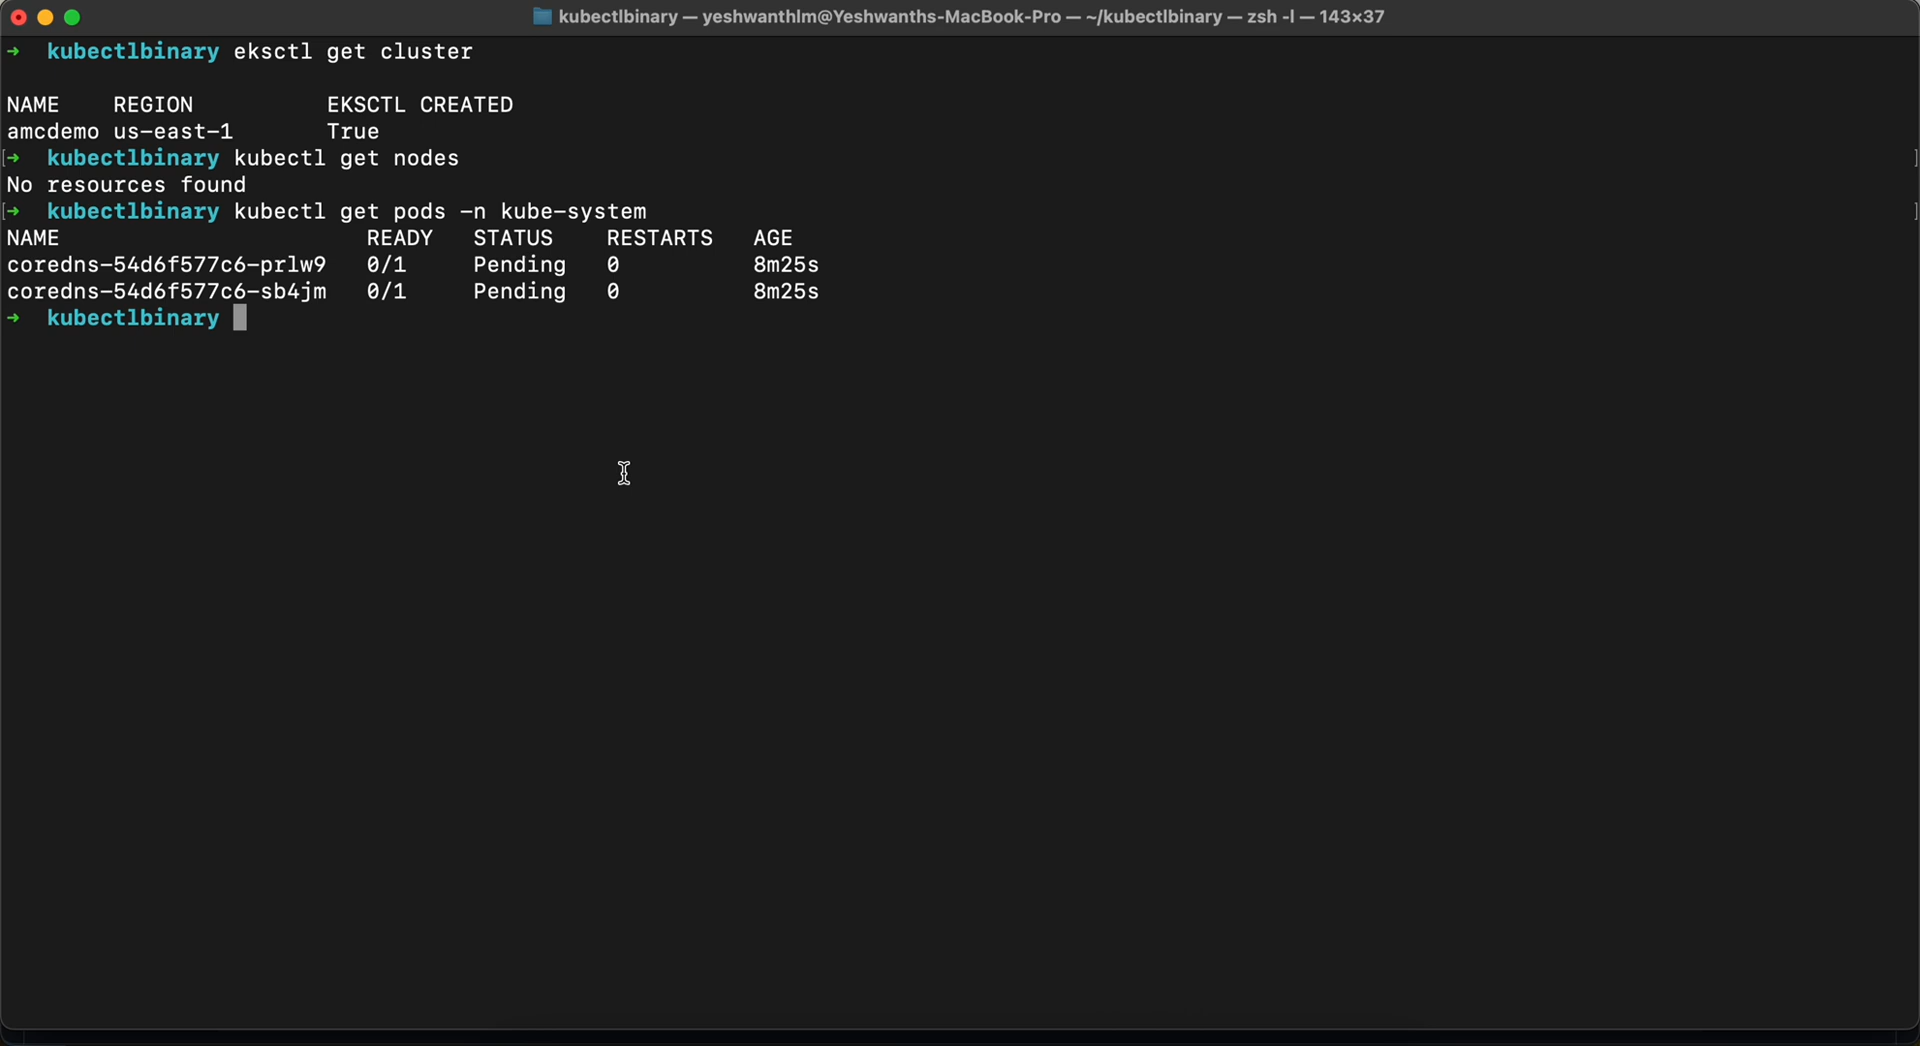 kubectlbinary — yeshwanthlm@Yeshwanths-MacBook-Pro — ~/kubectlbinary — zsh -l — 143×37
➜ kubectlbinary eksctl get cluster
NAME REGION EKSCTL CREATED
amcdemo us-east-1 True
[➜ kubectlbinary kubectl get nodes ]
No resources found
[➜ kubectlbinary kubectl get pods -n kube-system ]
NAME READY STATUS RESTARTS AGE
coredns-54d6f577c6-prlw9 0/1 Pending 0 8m25s
coredns-54d6f577c6-sb4jm 0/1 Pending 0 8m25s
➜ kubectlbinary